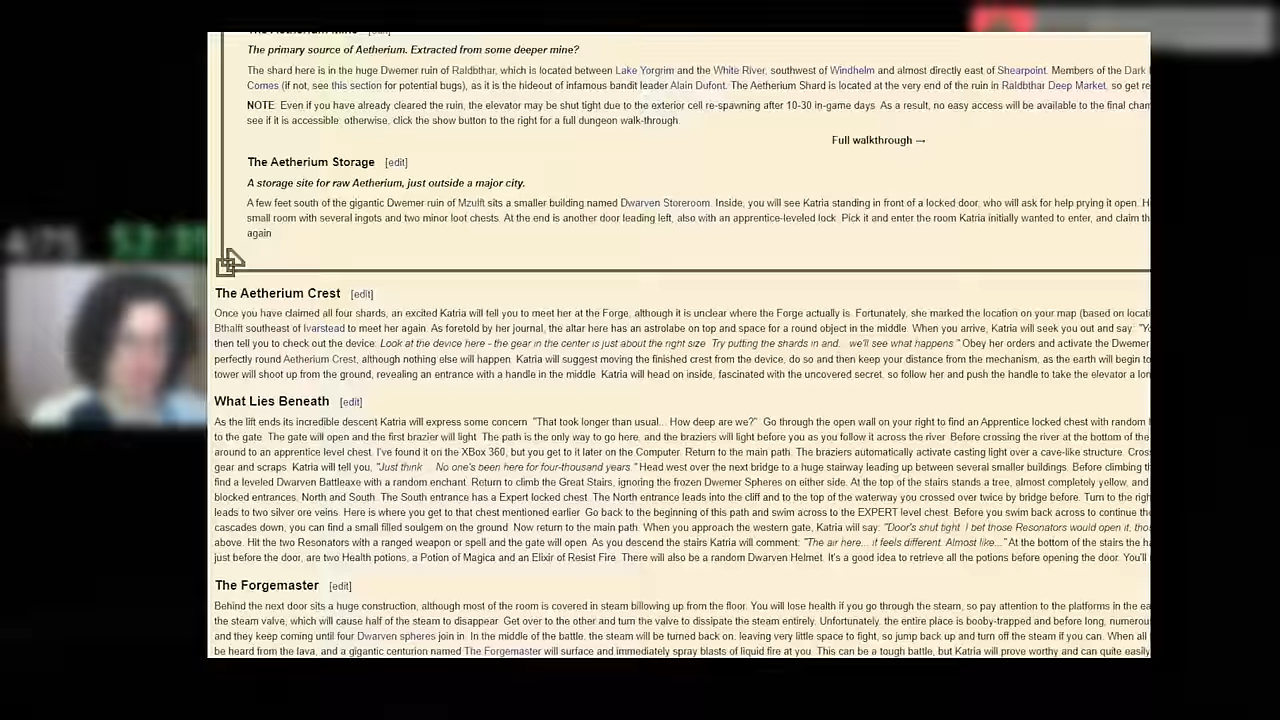 The primary source of Aetherium. Extracted from some deeper mine?
The shard here is in the huge Dwemer ruin of Raldbthar, which is located between Lake Yorgrim and the White River, southwest of Windhelm and almost directly east of Shearpoint. Members of the Dark
Comes (if not, see this section for potential bugs), as it is the hideout of infamous bandit leader Alain Dufont. The Aetherium Shard is located at the very end of the ruin in Raldbthar Deep Market, so get re
NOTE: Even if you have already cleared the ruin, the elevator may be shut tight due to the exterior cell re-spawning after 10-30 in-game days. As a result, no easy access will be available to the final cham
see if it is accessible; otherwise, click the show button to the right for a full dungeon walk-through.
Full walkthrough →
The Aetherium Storage [edit]
A storage site for raw Aetherium, just outside a major city.
A few feet south of the gigantic Dwemer ruin of Mzulft sits a smaller building named Dwarven Storeroom. Inside, you will see Katria standing in front of a locked door, who will ask for help prying it open. H
small room with several ingots and two minor loot chests. At the end is another door leading left, also with an apprentice-leveled lock. Pick it and enter the room Katria initially wanted to enter, and claim th
again.
The Aetherium Crest [edit]
Once you have claimed all four shards, an excited Katria will tell you to meet her at the Forge, although it is unclear where the Forge actually is. Fortunately, she marked the location on your map (based on locati
Bthalft southeast of Ivarstead to meet her again. As foretold by her journal, the altar here has an astrolabe on top and space for a round object in the middle. When you arrive, Katria will seek you out and say: "Yo
then tell you to check out the device: Look at the device here - the gear in the center is just about the right size. Try putting the shards in and... we'll see what happens." Obey her orders and activate the Dwemer
perfectly round Aetherium Crest, although nothing else will happen. Katria will suggest moving the finished crest from the device, do so and then keep your distance from the mechanism, as the earth will begin to
tower will shoot up from the ground, revealing an entrance with a handle in the middle. Katria will head on inside, fascinated with the uncovered secret, so follow her and push the handle to take the elevator a lon
What Lies Beneath [edit]
As the lift ends its incredible descent Katria will express some concern: "That took longer than usual... How deep are we?". Go through the open wall on your right to find an Apprentice locked chest with random l
to the gate. The gate will open and the first brazier will light. The path is the only way to go here, and the braziers will light before you as you follow it across the river. Before crossing the river at the bottom of the
around to an apprentice level chest. I've found it on the XBox 360, but you get to it later on the Computer. Return to the main path. The braziers automatically activate casting light over a cave-like structure. Cross
gear and scraps. Katria will tell you, "Just think... No one's been here for four-thousand years." Head west over the next bridge to a huge stairway leading up between several smaller buildings. Before climbing th
find a leveled Dwarven Battleaxe with a random enchant. Return to climb the Great Stairs, ignoring the frozen Dwemer Spheres on either side. At the top of the stairs stands a tree, almost completely yellow, and
blocked entrances, North and South. The South entrance has a Expert locked chest. The North entrance leads into the cliff and to the top of the waterway you crossed over twice by bridge before. Turn to the righ
leads to two silver ore veins. Here is where you get to that chest mentioned earlier. Go back to the beginning of this path and swim across to the EXPERT level chest. Before you swim back across to continue the
cascades down, you can find a small filled soulgem on the ground. Now return to the main path. When you approach the western gate, Katria will say: "Door's shut tight. I bet those Resonators would open it, tho
above. Hit the two Resonators with a ranged weapon or spell and the gate will open. As you descend the stairs Katria will comment: "The air here... it feels different. Almost like..." At the bottom of the stairs the ha
just before the door, are two Health potions, a Potion of Magica and an Elixir of Resist Fire. There will also be a random Dwarven Helmet. It's a good idea to retrieve all the potions before opening the door. You'll
The Forgemaster [edit]
Behind the next door sits a huge construction, although most of the room is covered in steam billowing up from the floor. You will lose health if you go through the steam, so pay attention to the platforms in the ea
the steam valve, which will cause half of the steam to disappear. Get over to the other and turn the valve to dissipate the steam entirely. Unfortunately, the entire place is booby-trapped and before long, numerou
and they keep coming until four Dwarven spheres join in. In the middle of the battle, the steam will be turned back on, leaving very little space to fight, so jump back up and turn off the steam if you can. When all
be heard from the lava, and a gigantic centurion named The Forgemaster will surface and immediately spray blasts of liquid fire at you. This can be a tough battle, but Katria will prove worthy and can quite easily